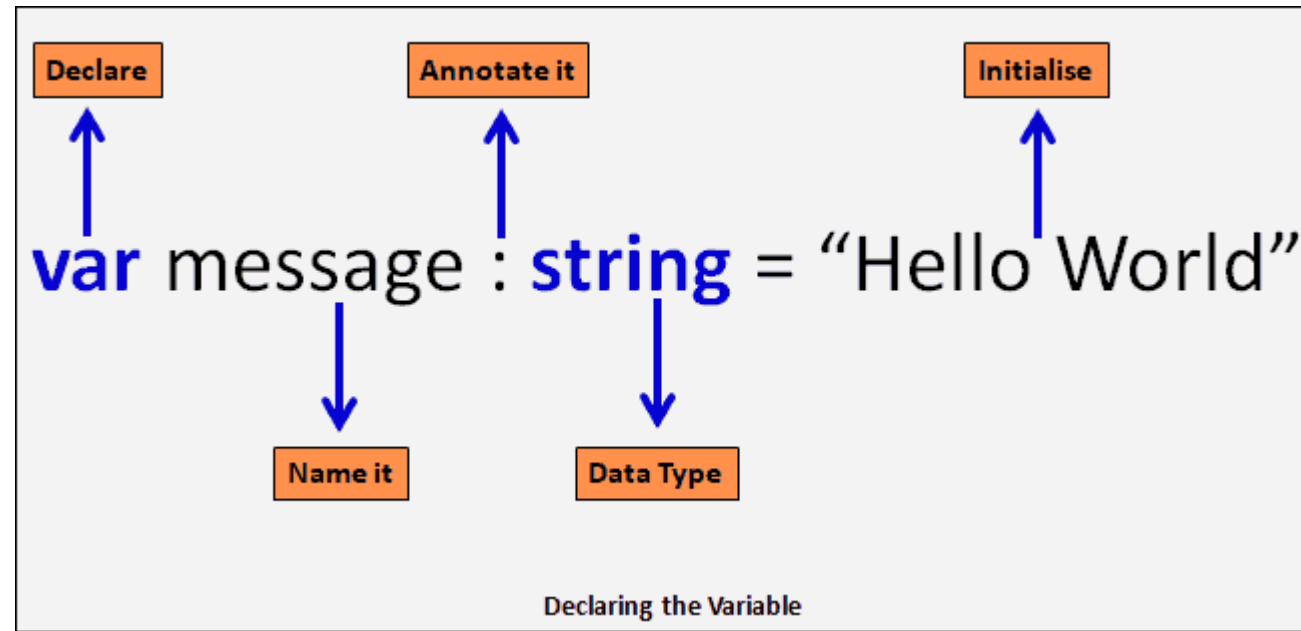 Declare Annotate it Initialise
var message : string = “Hello World”
Name it Data Type
Declaring the Variable